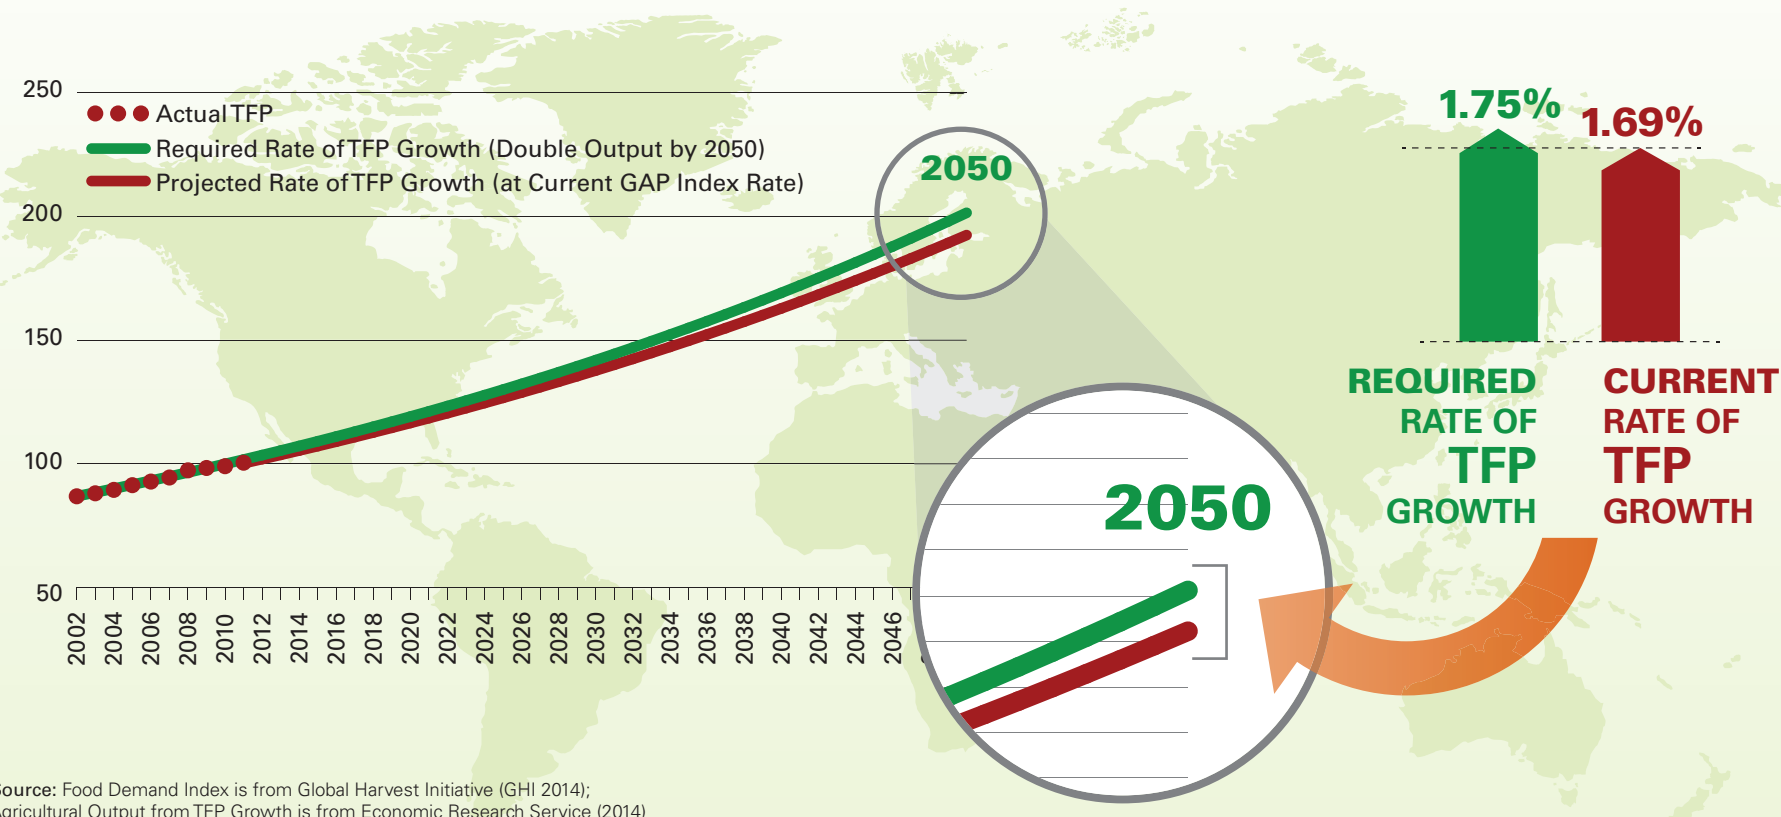 250
Actual TFP
Required Rate of TFP Growth (Double Output by 2050)
Projected Rate of TFP Growth (at Current GAP Index Rate)
200
150
100
50
2002
2004
2006
2008
2010
2012
2014
2016
2018
2020
2022
2024
2026
2028
2030
2032
2034
2036
2038
2040
2042
2044
2046
2050
2050
1.75%
1.69%
REQUIRED
RATE OF
TFP
GROWTH
CURRENT
RATE OF
TFP
GROWTH
Source: Food Demand Index is from Global Harvest Initiative (GHI 2014);
Agricultural Output from TFP Growth is from Economic Research Service (2014)